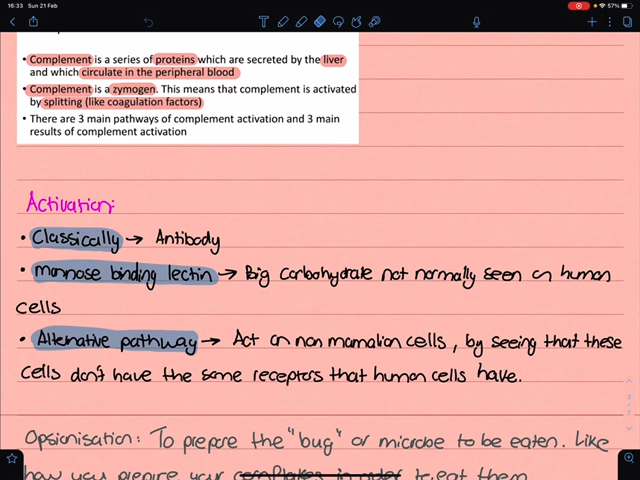 16:33 Sun 21 Feb
57%
• Complement is a series of proteins which are secreted by the liver
and which circulate in the peripheral blood
• Complement is a zymogen. This means that complement is activated
by splitting (like coagulation factors)
• There are 3 main pathways of complement activation and 3 main
results of complement activation
Activation:
• Classically → Antibody
• Mannose binding lectin → Big carbohydrate not normally seen on human
cells
• Alternative pathway → Act on non mamalian cells, by seeing that these
cells don't have the same receptors that human cells have.
Opsionisation: To prepare the "bug" or microbe to be eaten. Like
how you prepare your treat them